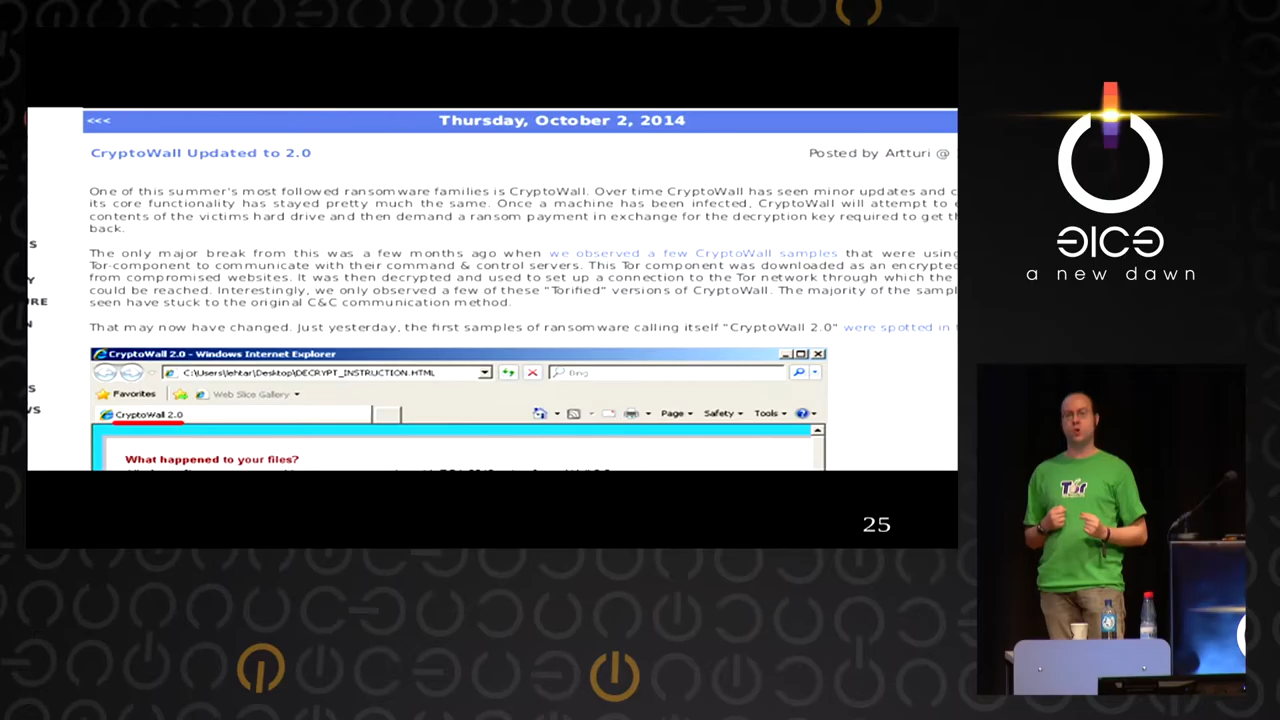 <<<
Thursday, October 2, 2014
CryptoWall Updated to 2.0
Posted by Artturi @
One of this summer's most followed ransomware families is CryptoWall. Over time CryptoWall has seen minor updates and c
its core functionality has stayed pretty much the same. Once a machine has been infected, CryptoWall will attempt to e
contents of the victims hard drive and then demand a ransom payment in exchange for the decryption key required to get th
back.
The only major break from this was a few months ago when we observed a few CryptoWall samples that were using
Tor-component to communicate with their command & control servers. This Tor component was downloaded as an encrypted
from compromised websites. It was then decrypted and used to set up a connection to the Tor network through which the
could be reached. Interestingly, we only observed a few of these "Torified" versions of CryptoWall. The majority of the sampl
seen have stuck to the original C&C communication method.
That may now have changed. Just yesterday, the first samples of ransomware calling itself "CryptoWall 2.0" were spotted in t
S
Y
URE
N
S
WS
CryptoWall 2.0 - Windows Internet Explorer
C:\Users\lehtar\Desktop\DECRYPT_INSTRUCTION.HTML
Bing
Favorites
Web Slice Gallery
CryptoWall 2.0
Page
Safety
Tools
What happened to your files?
25
a new dawn
Tor